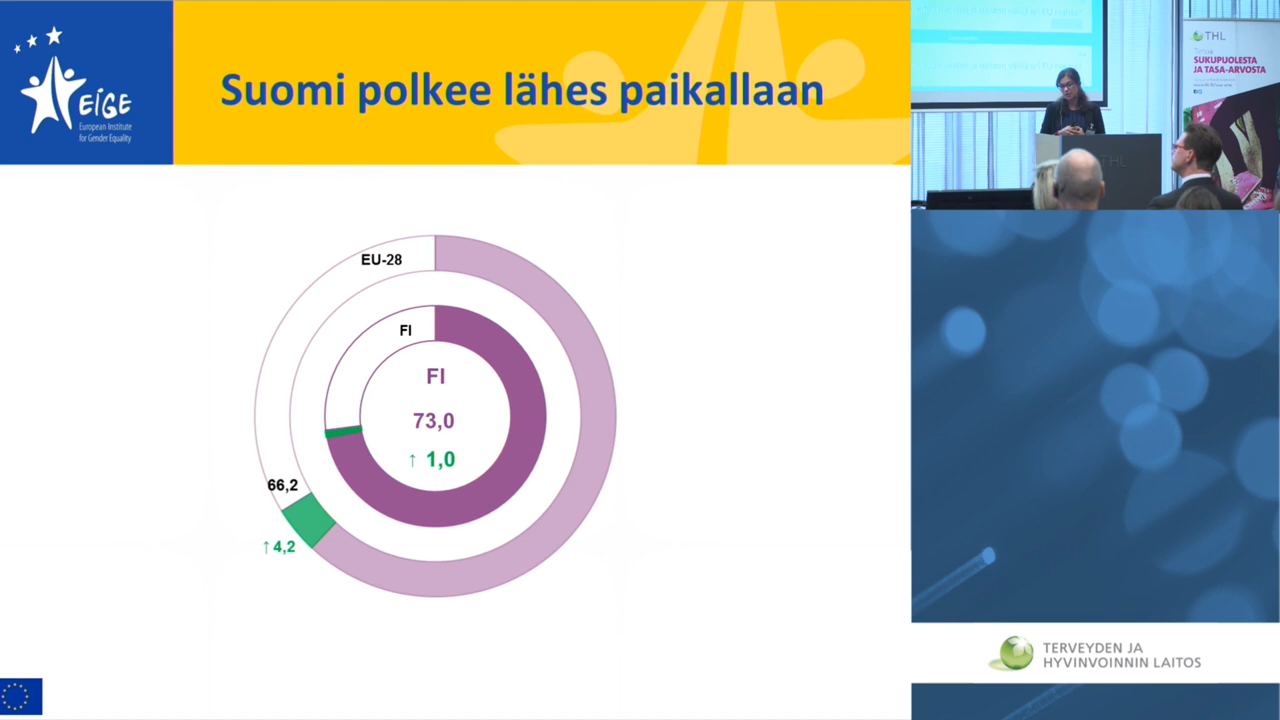 EIGE
European Institute
for Gender Equality
Suomi polkee lähes paikallaan
EU-28
FI
FI
73,0
↑ 1,0
66,2
↑ 4,2
THL
Tietoa
SUKUPUOLESTA
JA TASA-ARVOSTA
THL
TERVEYDEN JA
HYVINVOINNIN LAITOS